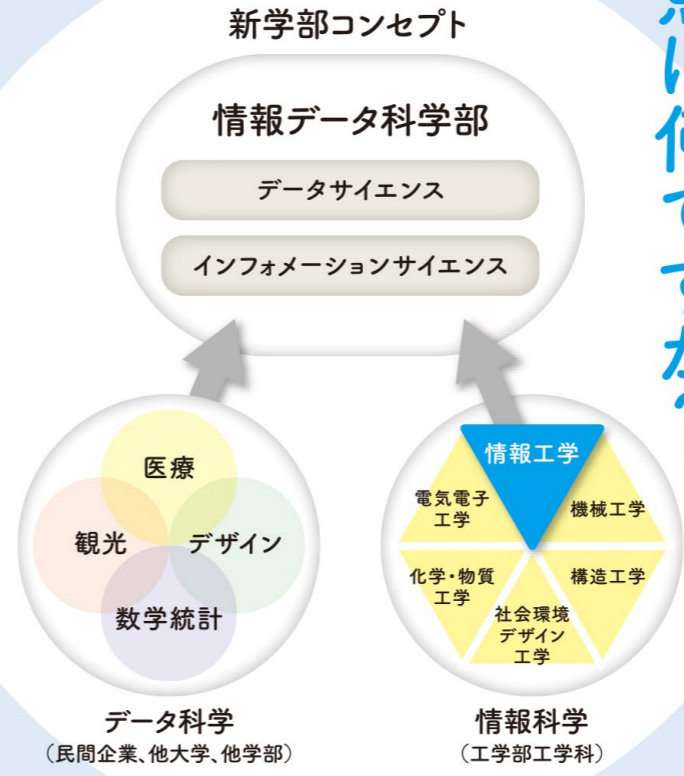 新学部コンセプト
情報データ科学部
データサイエンス
インフォメーションサイエンス
医療
観光
デザイン
数学統計
データ科学
（民間企業、他大学、他学部）
情報工学
電気電子
工学
機械工学
化学・物質
工学
構造工学
社会環境
デザイン
工学
情報科学
（工学部工学科）
は何ですか